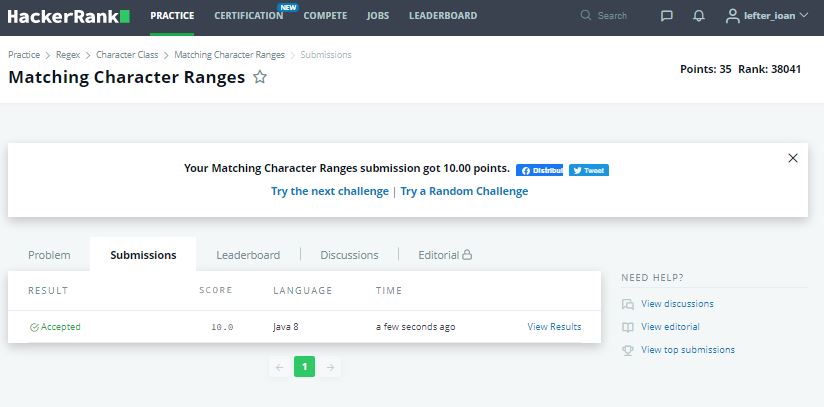 HackerRank PRACTICE CERTIFICATION NEW COMPETE JOBS LEADERBOARD Search lefter_ioan
Practice > Regex > Character Class > Matching Character Ranges > Submissions
Matching Character Ranges
Points: 35 Rank: 38041
Your Matching Character Ranges submission got 10.00 points. Distribui Tweet
Try the next challenge | Try a Random Challenge
Problem Submissions Leaderboard Discussions Editorial
RESULT SCORE LANGUAGE TIME
Accepted 10.0 Java 8 a few seconds ago View Results
1
NEED HELP?
View discussions
View editorial
View top submissions